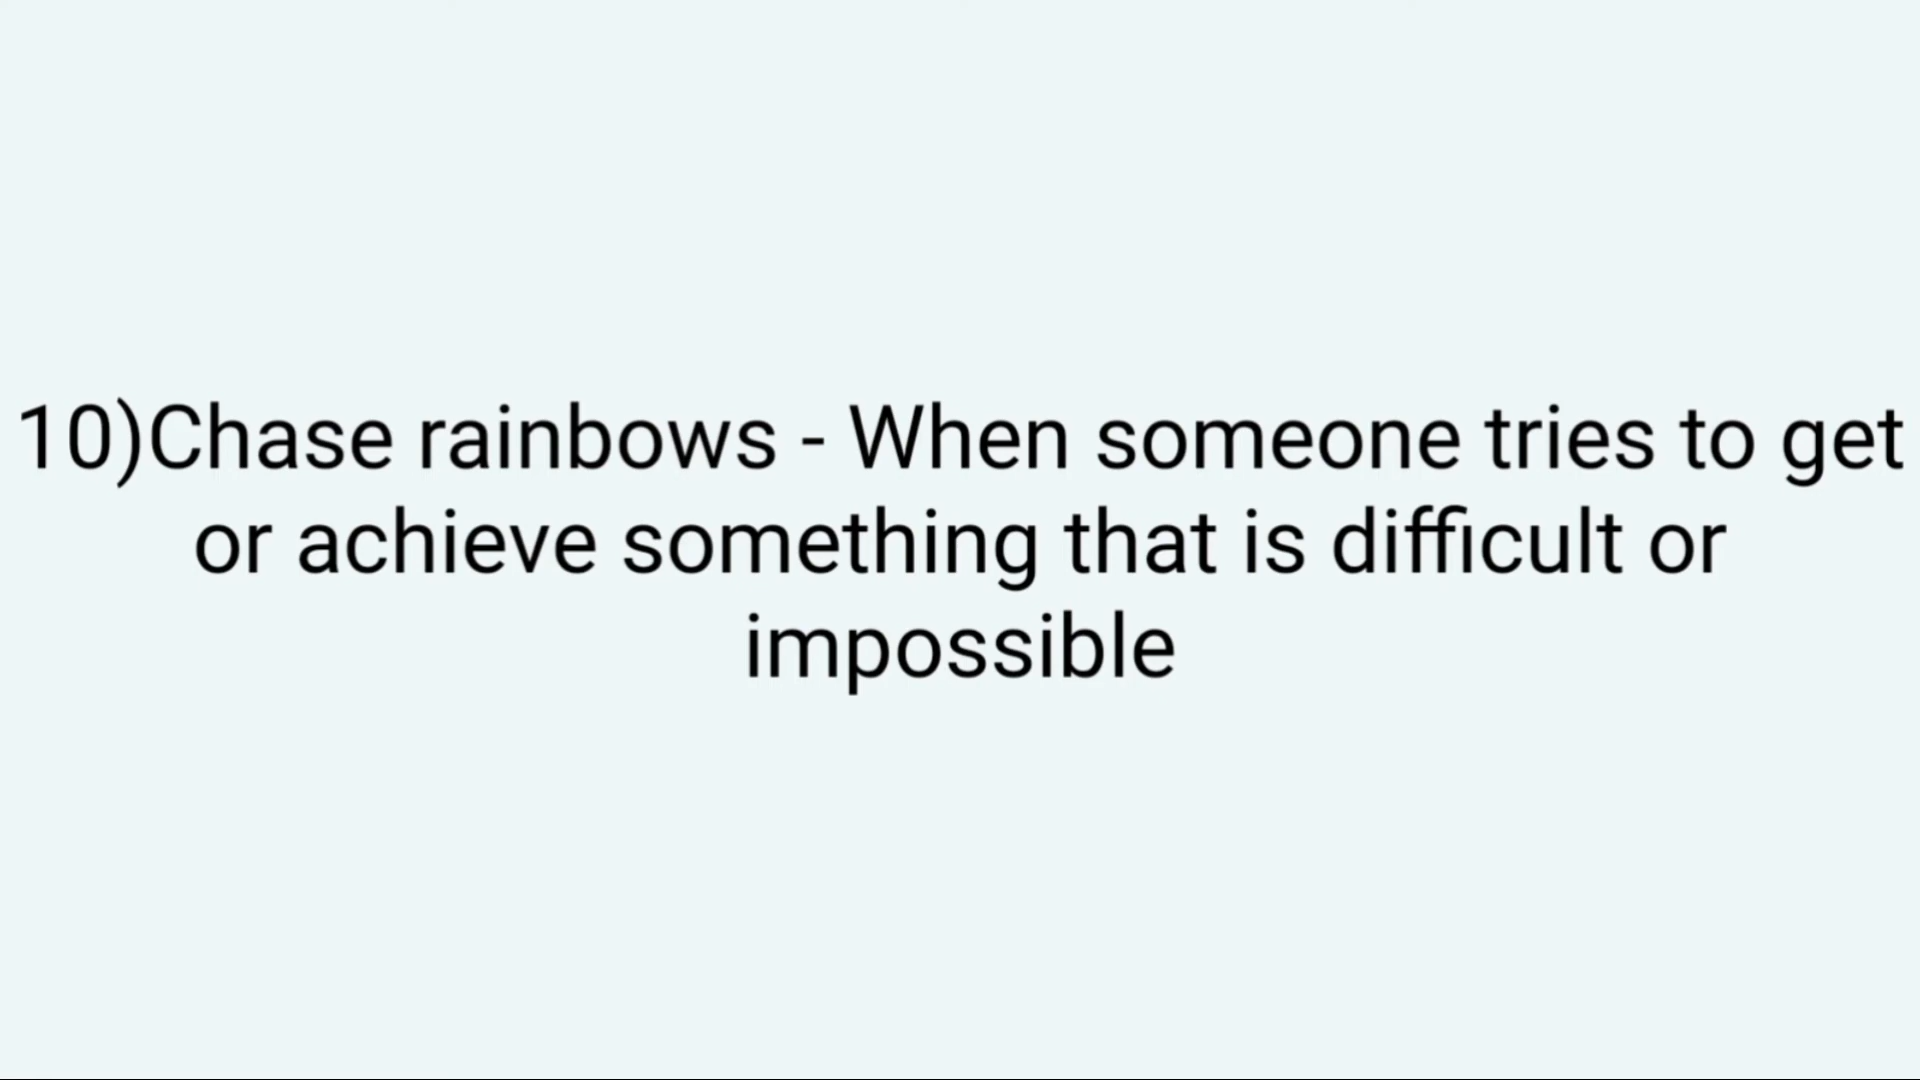 10)Chase rainbows - When someone tries to get
or achieve something that is difficult or
impossible